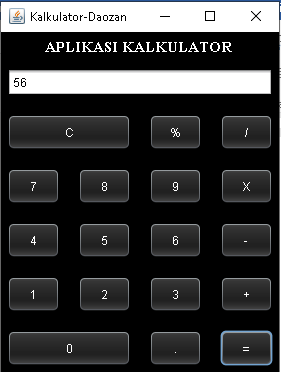 Kalkulator-Daozan
APLIKASI KALKULATOR
56
C % /
7 8 9 X
4 5 6 -
1 2 3 +
0 . =